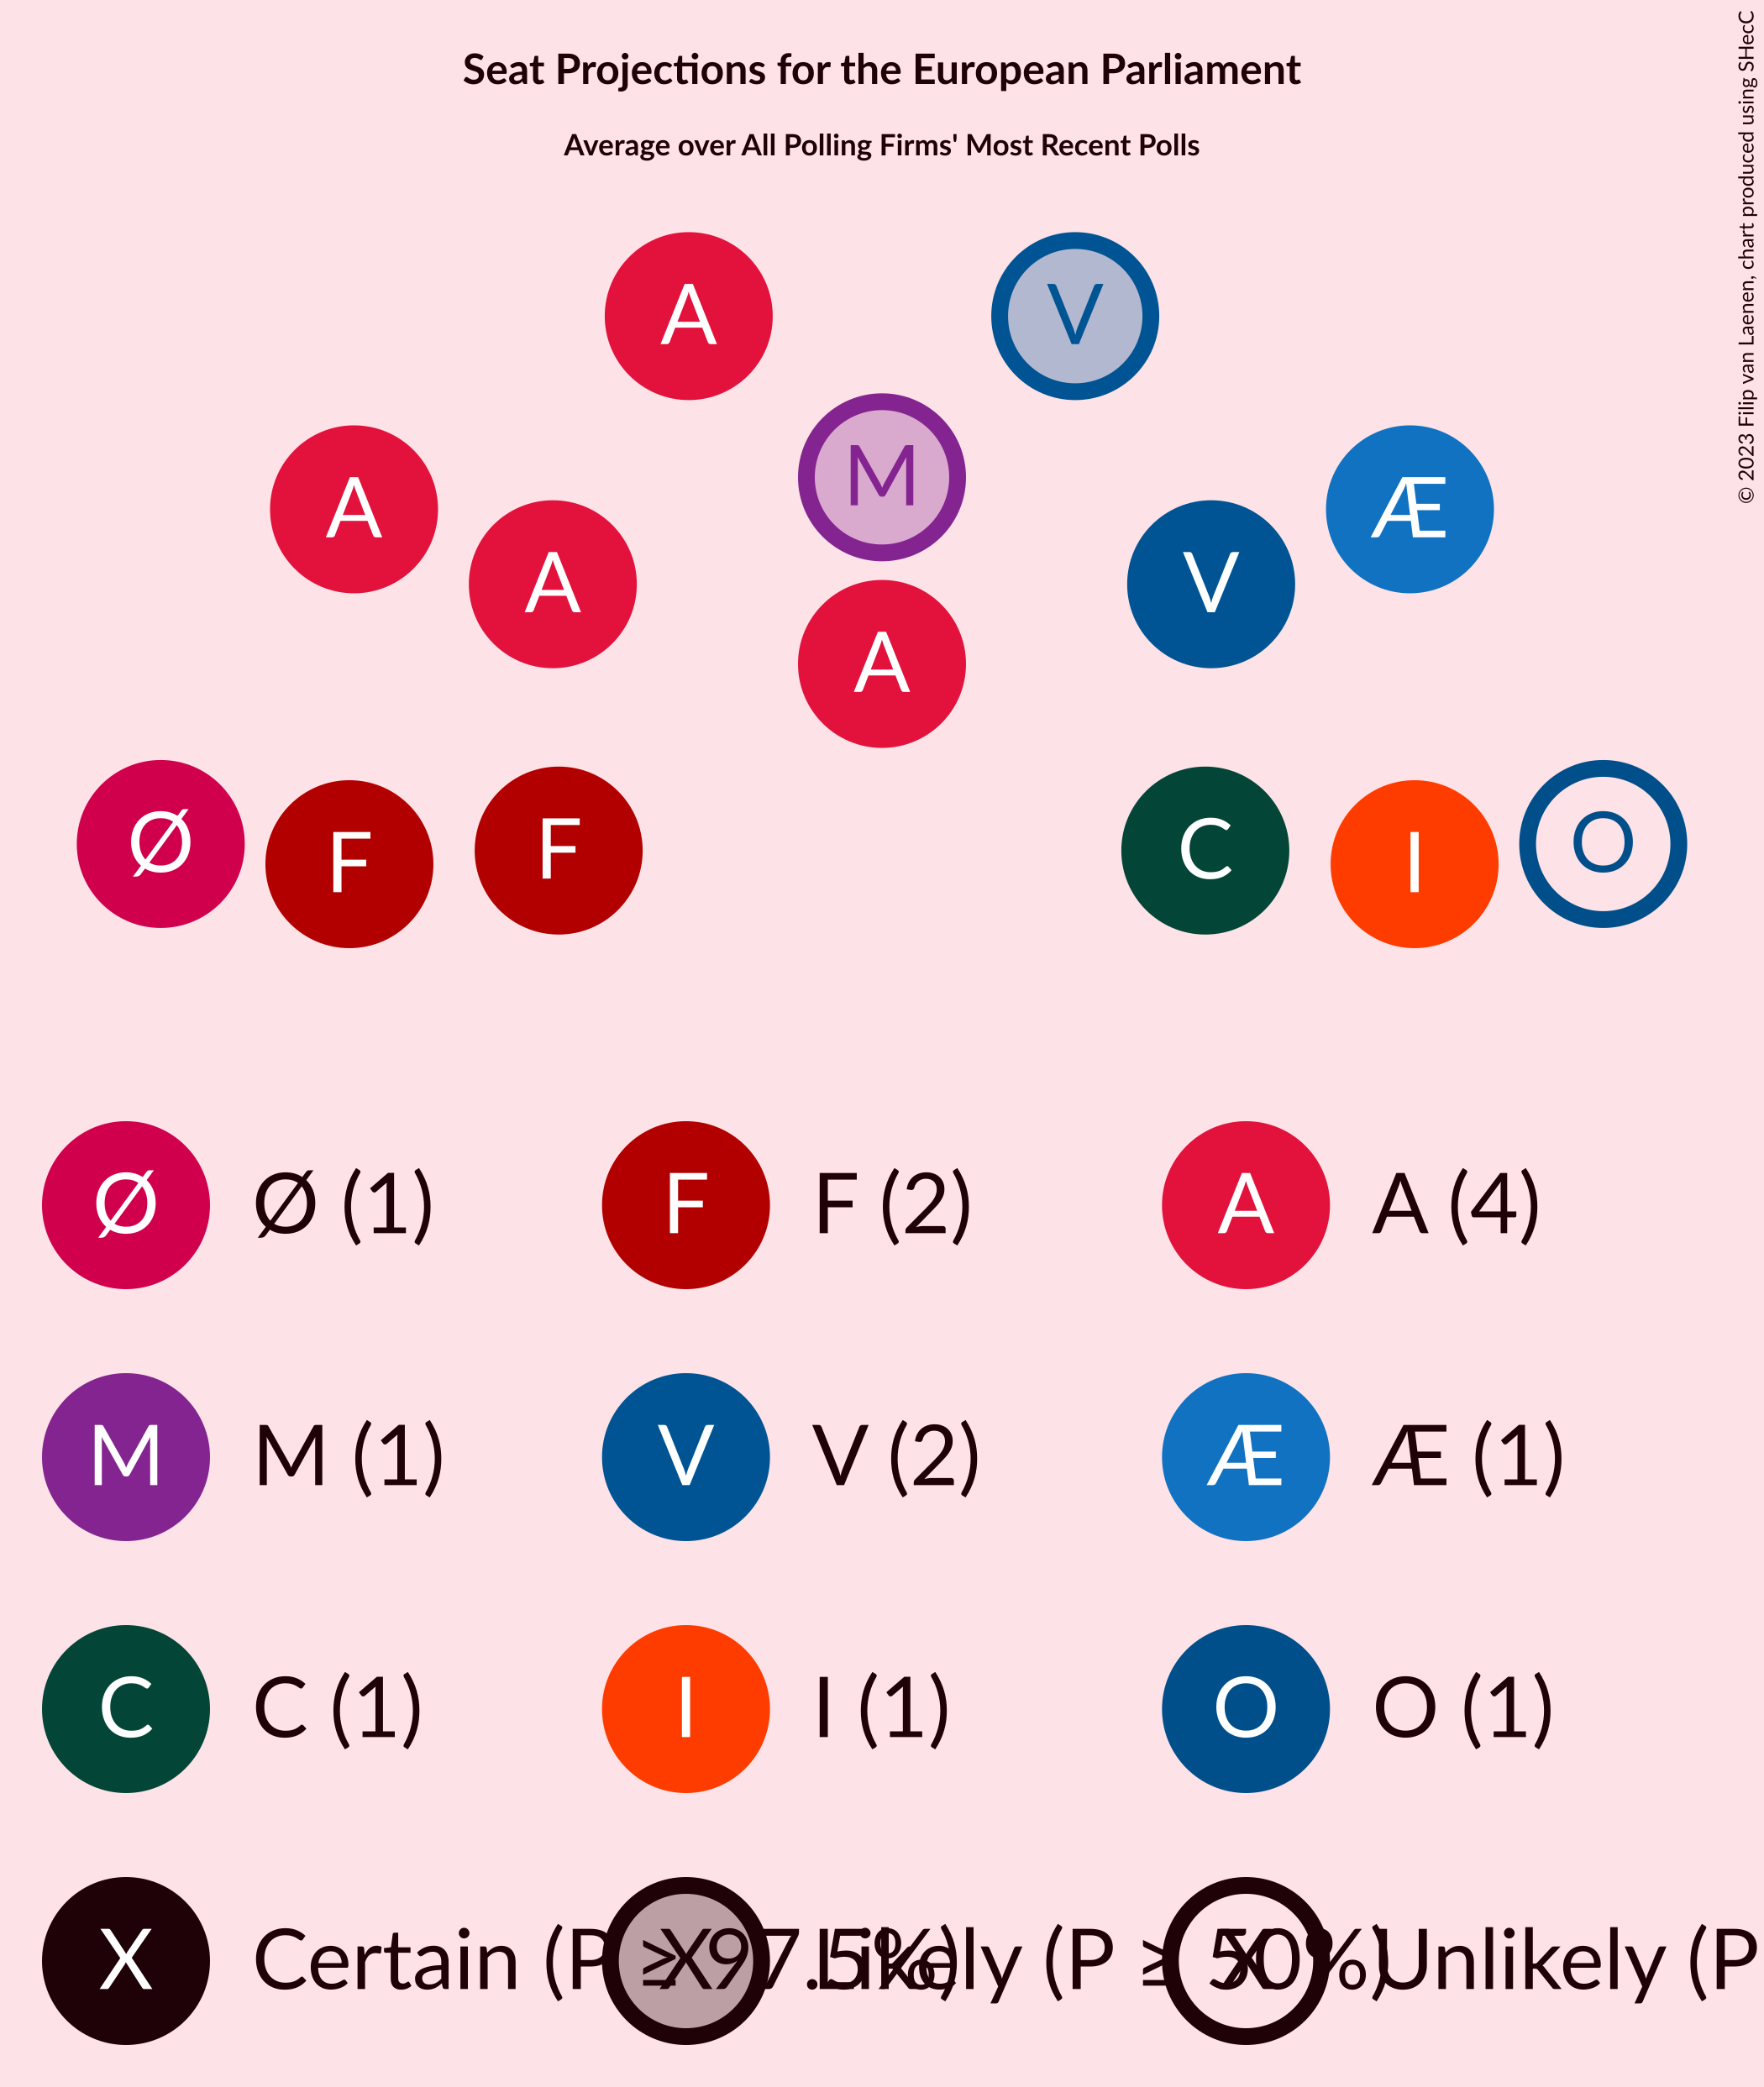 Seat Projections for the European Parliament
Average over All Polling Firms' Most Recent Polls
© 2023 Filip van Laenen, chart produced using SHecC
A V
M
A Æ
A V
A
Ø F F C I O
Ø Ø (1) F F (2) A A (4)
M M (1) V V (2) Æ Æ (1)
C C (1) I I (1) O O (1)
X Certain (P ≥ 97.5%) X Likely (P ≥ 50%) X Unlikely (P